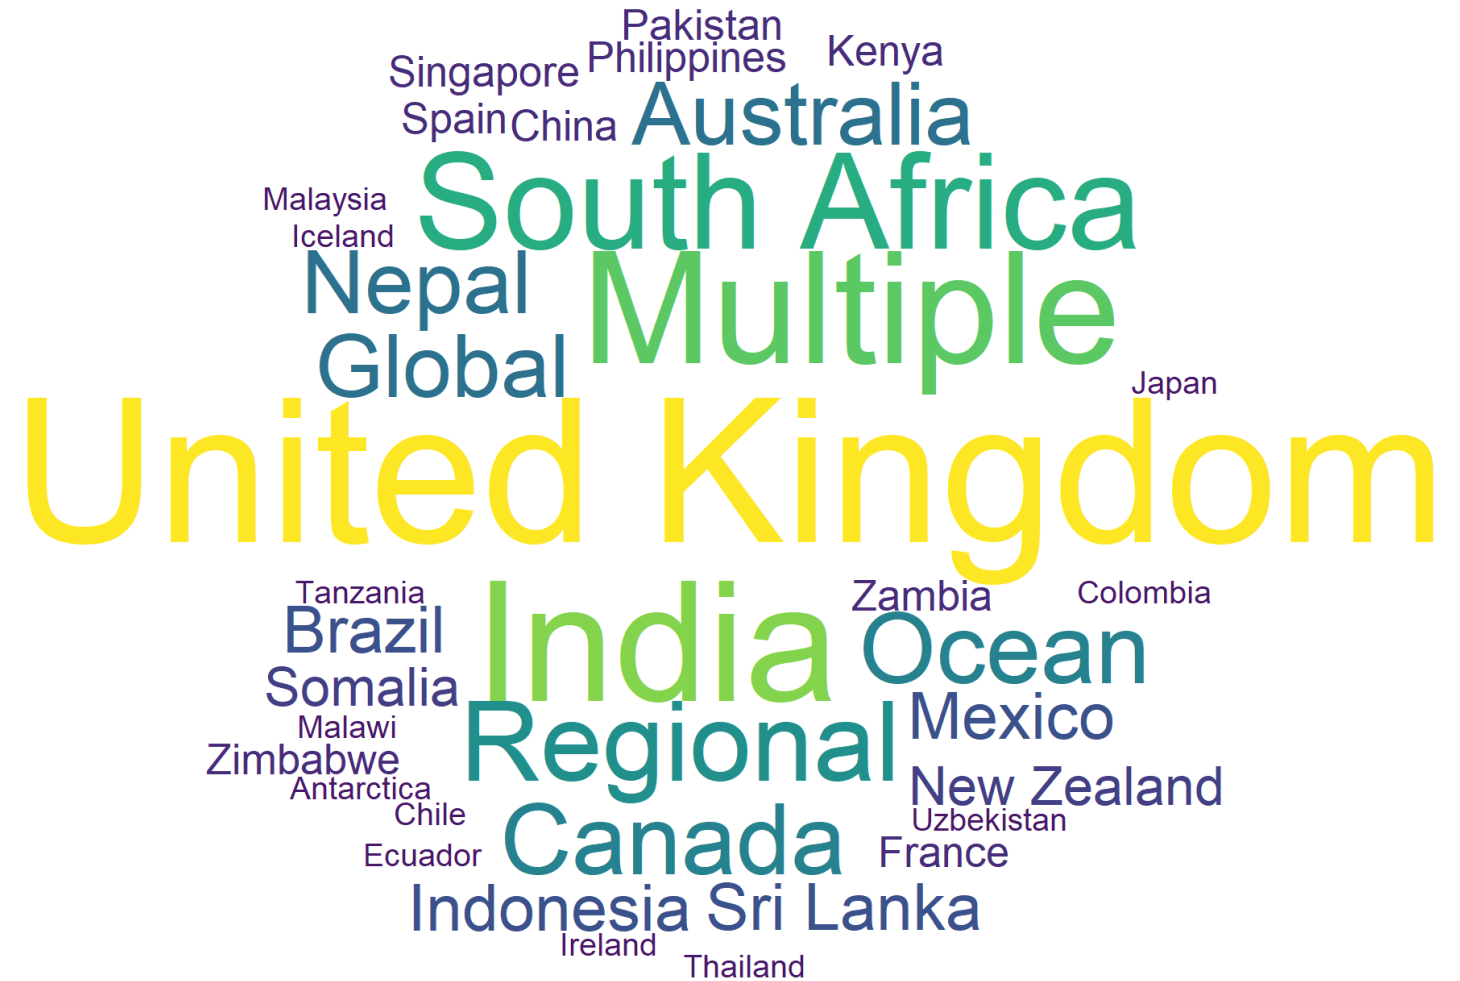 Pakistan
Philippines
Kenya
Singapore
Spain
China
Australia
South Africa
Malaysia
Iceland
Nepal
Multiple
Global
Japan
United Kingdom
Tanzania
Zambia
Colombia
Brazil
India
Ocean
Somalia
Mexico
Malawi
Regional
Zimbabwe
Antarctica
New Zealand
Chile
Uzbekistan
Canada
Ecuador
France
Indonesia
Sri Lanka
Ireland
Thailand